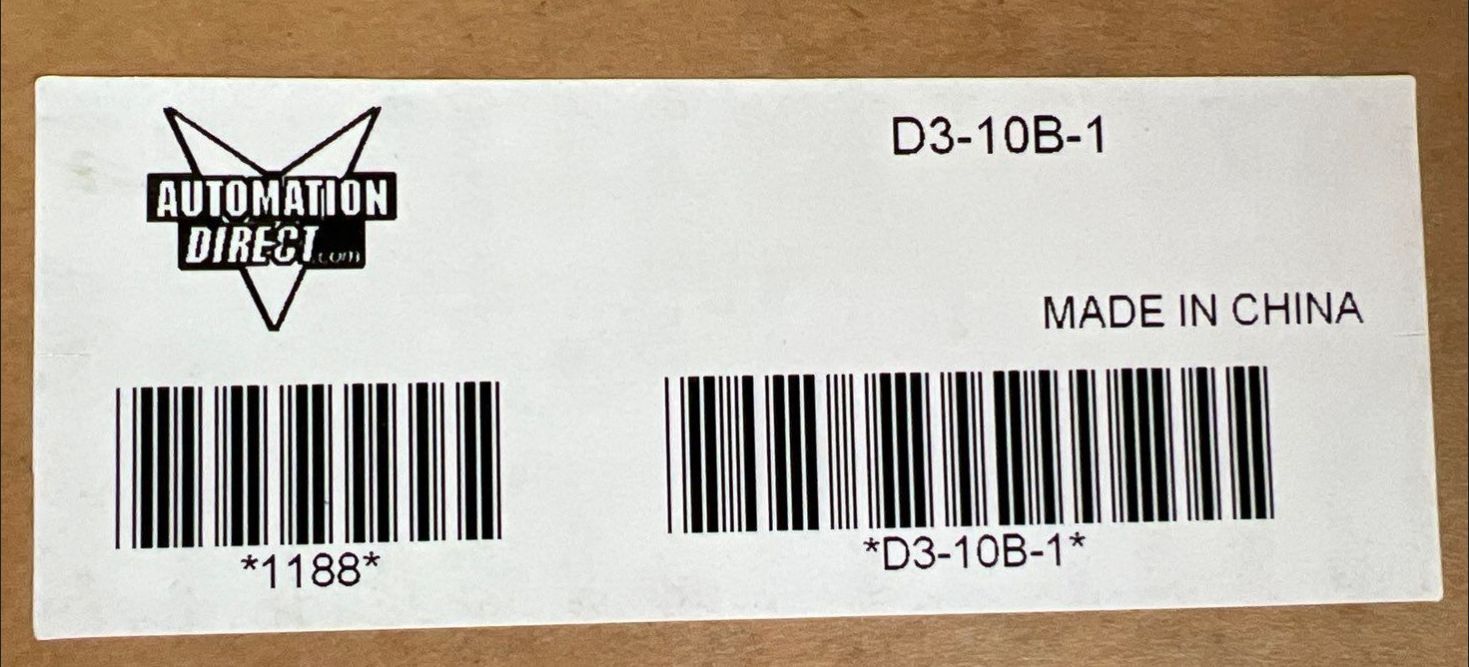 AUTOMATION
DIRECT.com
D3-10B-1
MADE IN CHINA
*1188*
*D3-10B-1*